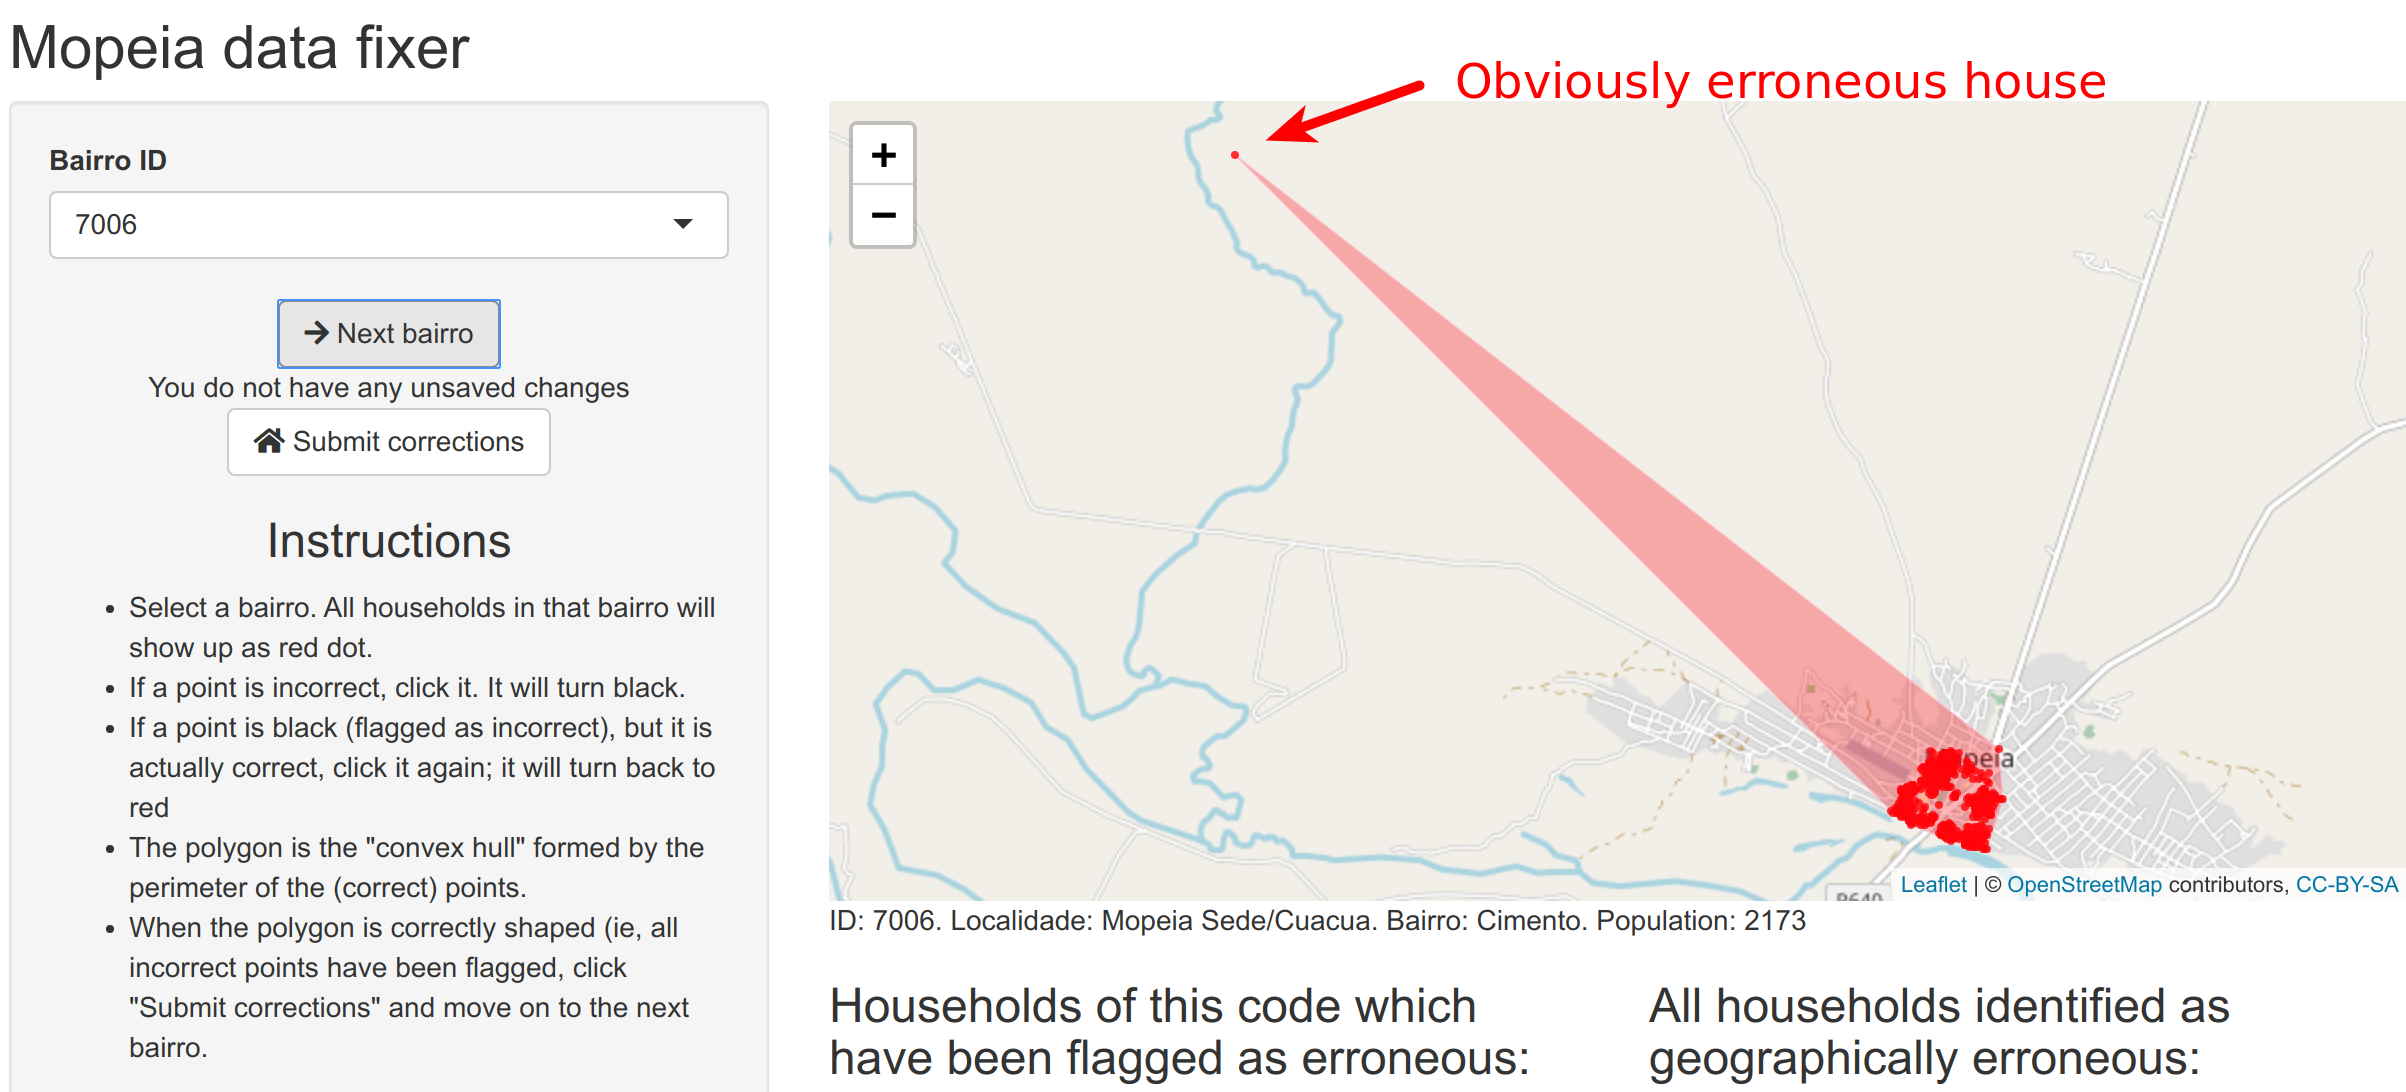 Mopeia data fixer
Obviously erroneous house
Bairro ID
7006
Next bairro
You do not have any unsaved changes
Submit corrections
Instructions
Select a bairro. All households in that bairro will
show up as red dot.
If a point is incorrect, click it. It will turn black.
If a point is black (flagged as incorrect), but it is
actually correct, click it again; it will turn back to
red
The polygon is the "convex hull" formed by the
perimeter of the (correct) points.
When the polygon is correctly shaped (ie, all
incorrect points have been flagged, click
"Submit corrections" and move on to the next
bairro.
+
−
peia
R640
Leaflet | © OpenStreetMap contributors, CC-BY-SA
ID: 7006. Localidade: Mopeia Sede/Cuacua. Bairro: Cimento. Population: 2173
Households of this code which
have been flagged as erroneous:
All households identified as
geographically erroneous: